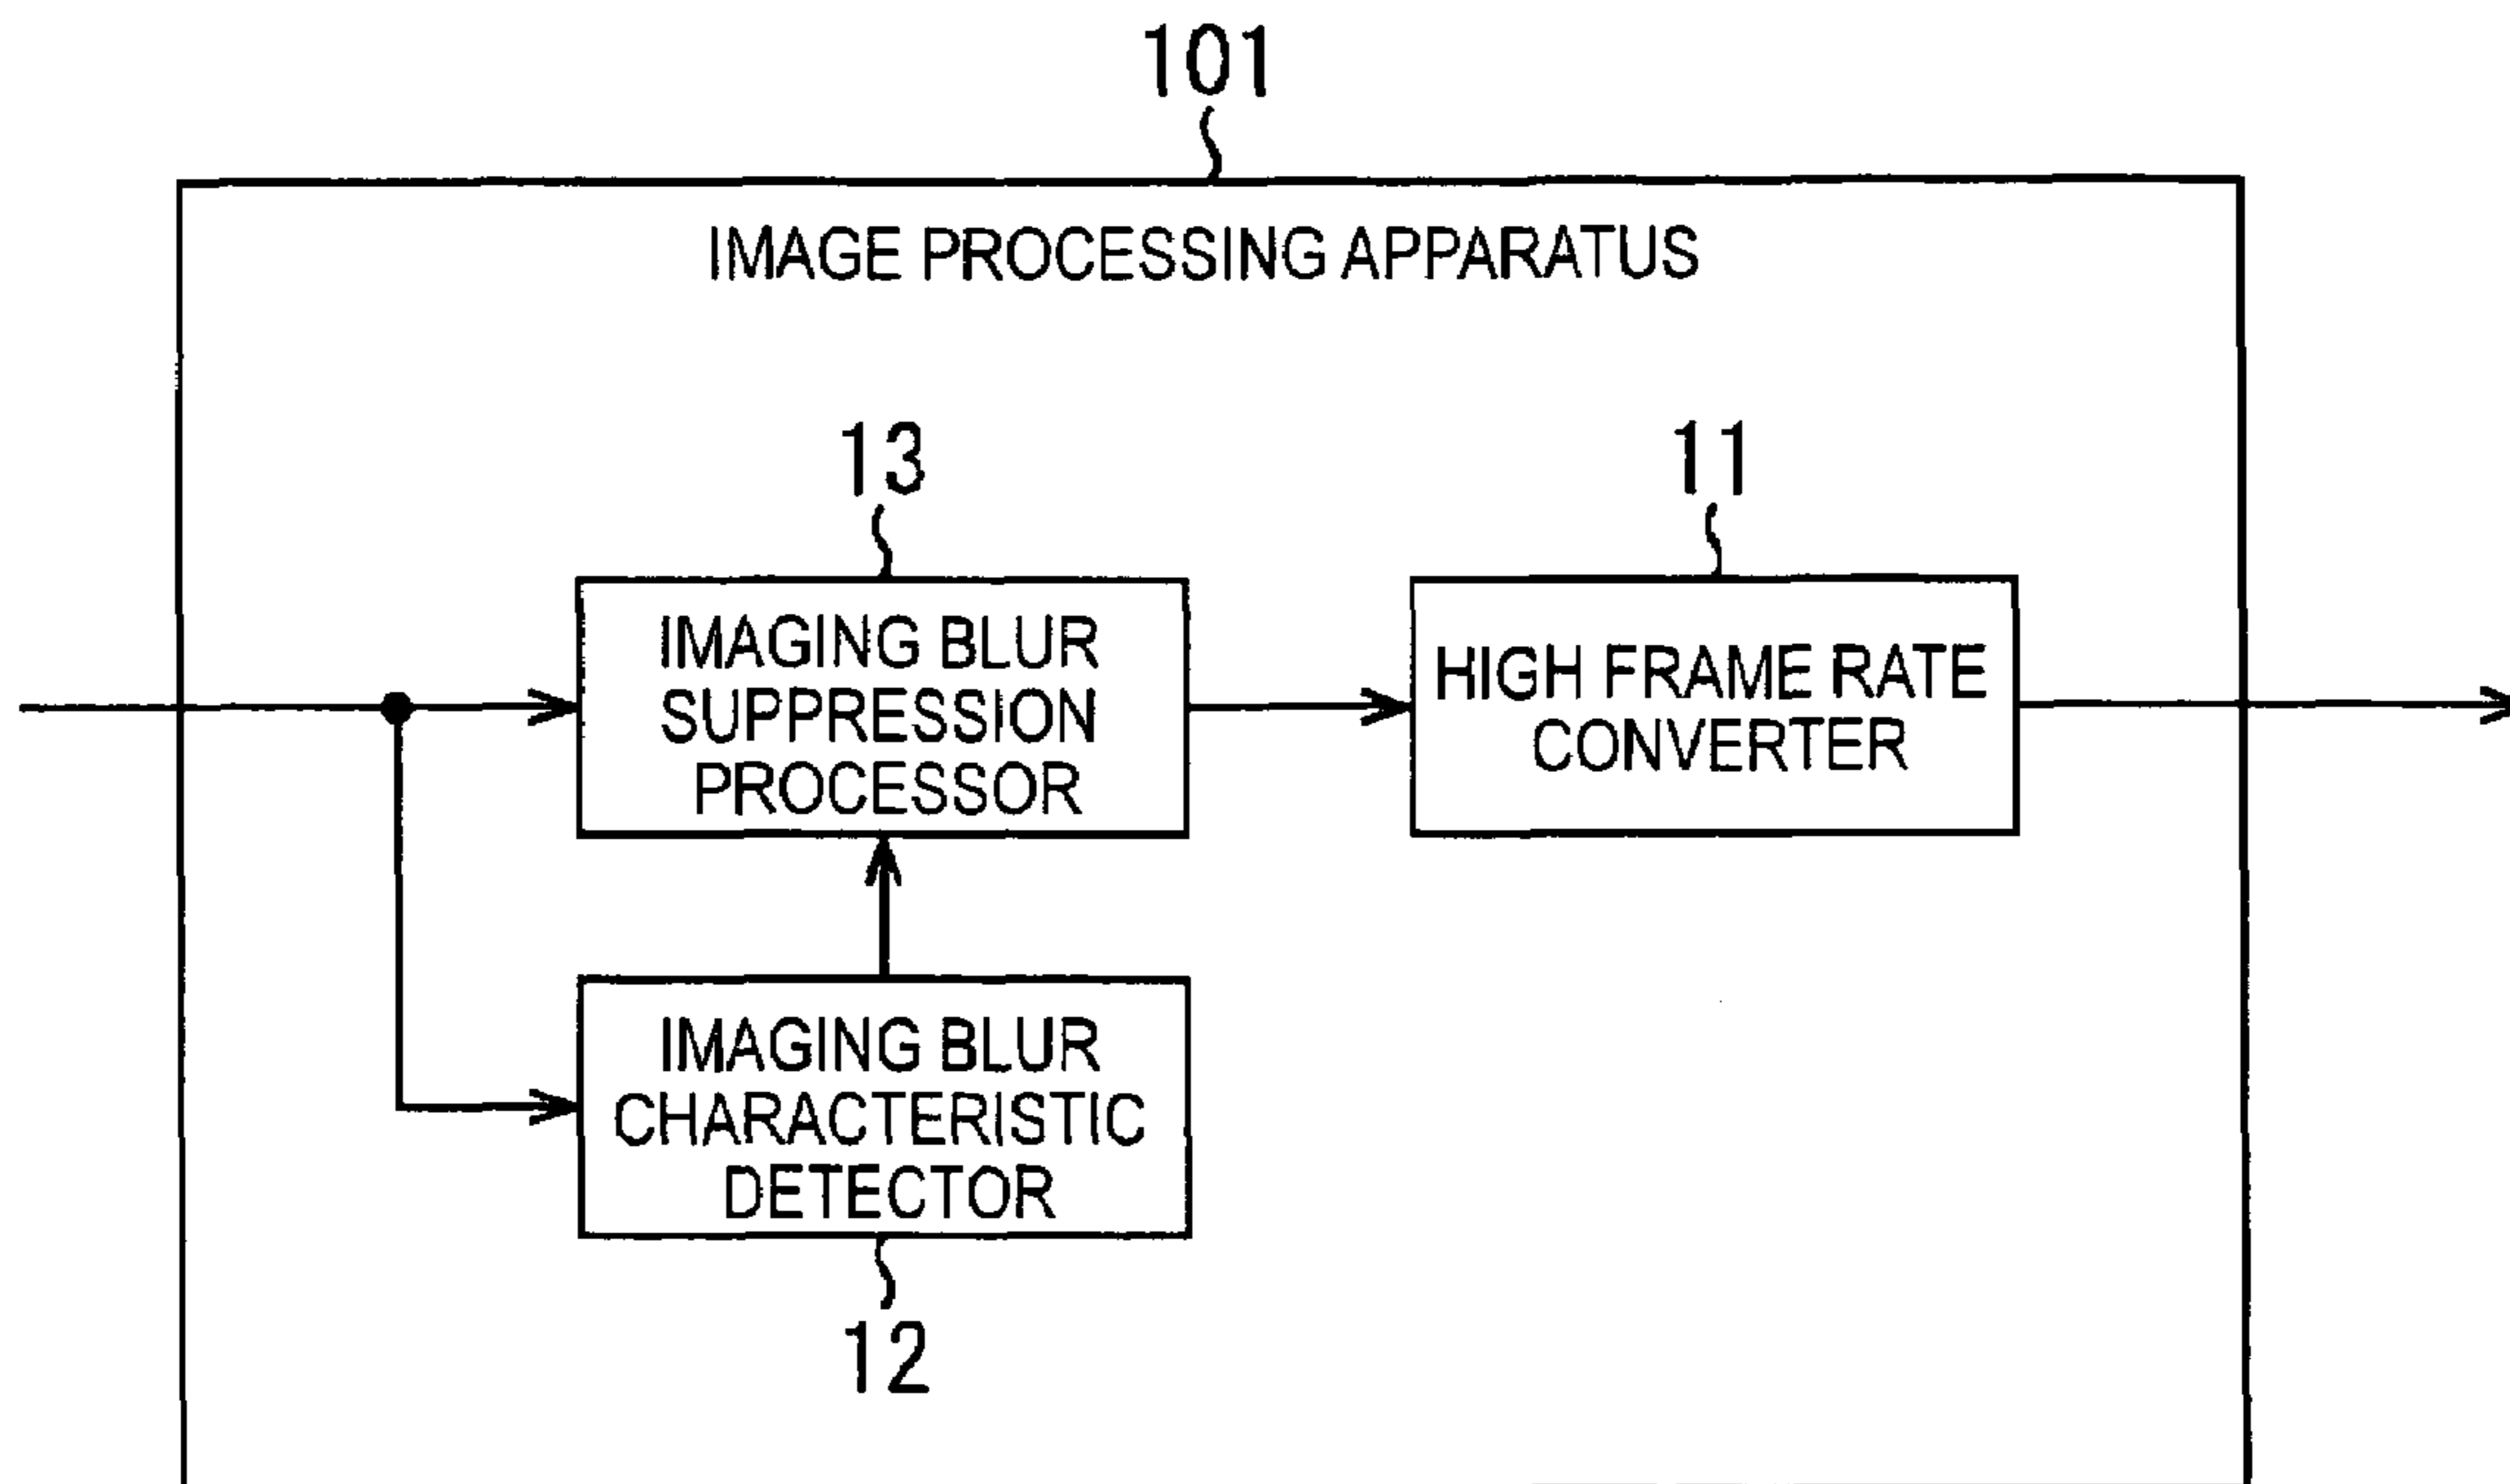 101
IMAGE PROCESSING APPARATUS
13
11
IMAGING BLUR
SUPPRESSION
PROCESSOR
HIGH FRAME RATE
CONVERTER
IMAGING BLUR
CHARACTERISTIC
DETECTOR
12